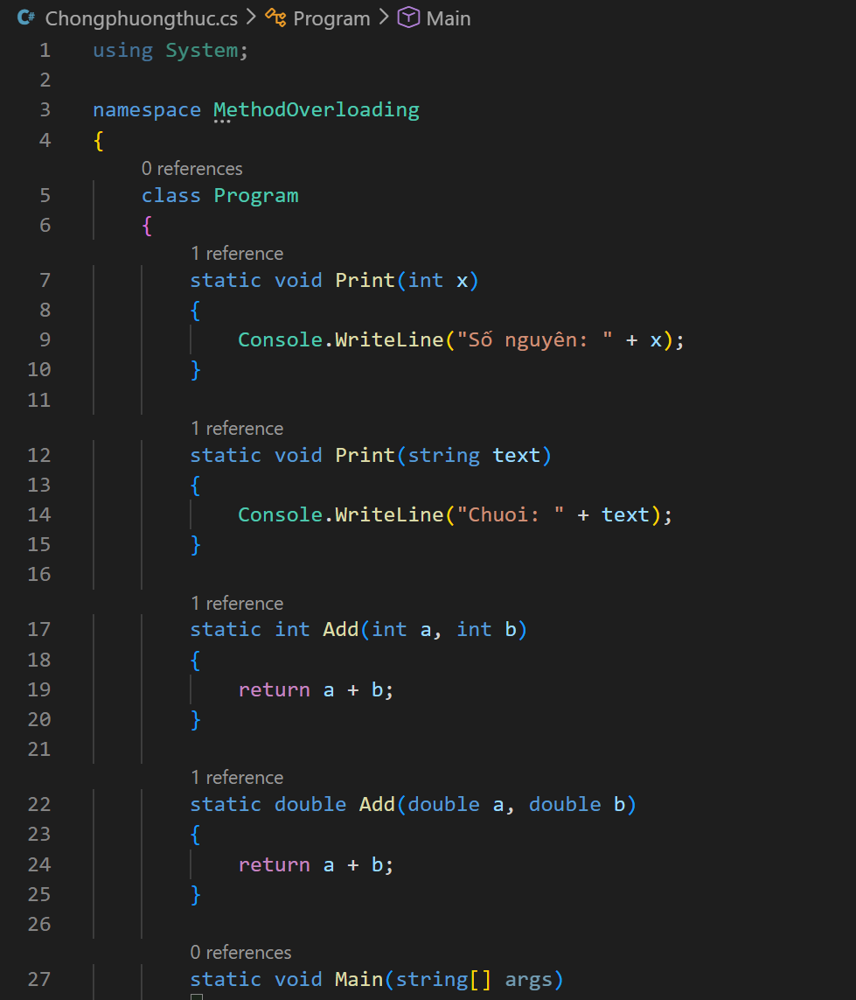 C# Chongphuongthuc.cs > Program > Main
1 using System;
2
3 namespace MethodOverloading
4 {
0 references
5 class Program
6 {
1 reference
7 static void Print(int x)
8 {
9 Console.WriteLine("Số nguyên: " + x);
10 }
11
1 reference
12 static void Print(string text)
13 {
14 Console.WriteLine("Chuoi: " + text);
15 }
16
1 reference
17 static int Add(int a, int b)
18 {
19 return a + b;
20 }
21
1 reference
22 static double Add(double a, double b)
23 {
24 return a + b;
25 }
26
0 references
27 static void Main(string[] args)